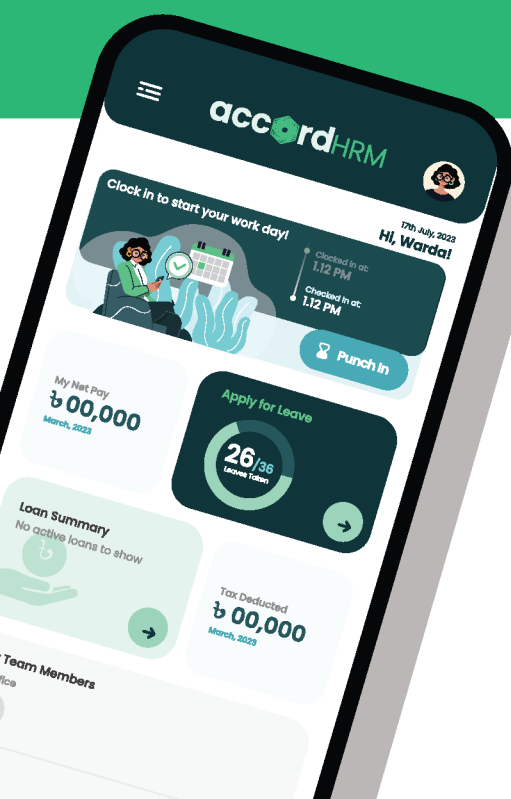 accordHRM
17th July, 2023
Hi, Warda!
Clock in to start your work day!
Clocked in at:
1.12 PM
Checked in at:
1.12 PM
Punch In
My Net Pay
৳ 00,000
March, 2023
Apply for Leave
26/36
Leaves Taken
Loan Summary
No active loans to show
৳
Tax Deducted
৳ 00,000
March, 2023
Team Members